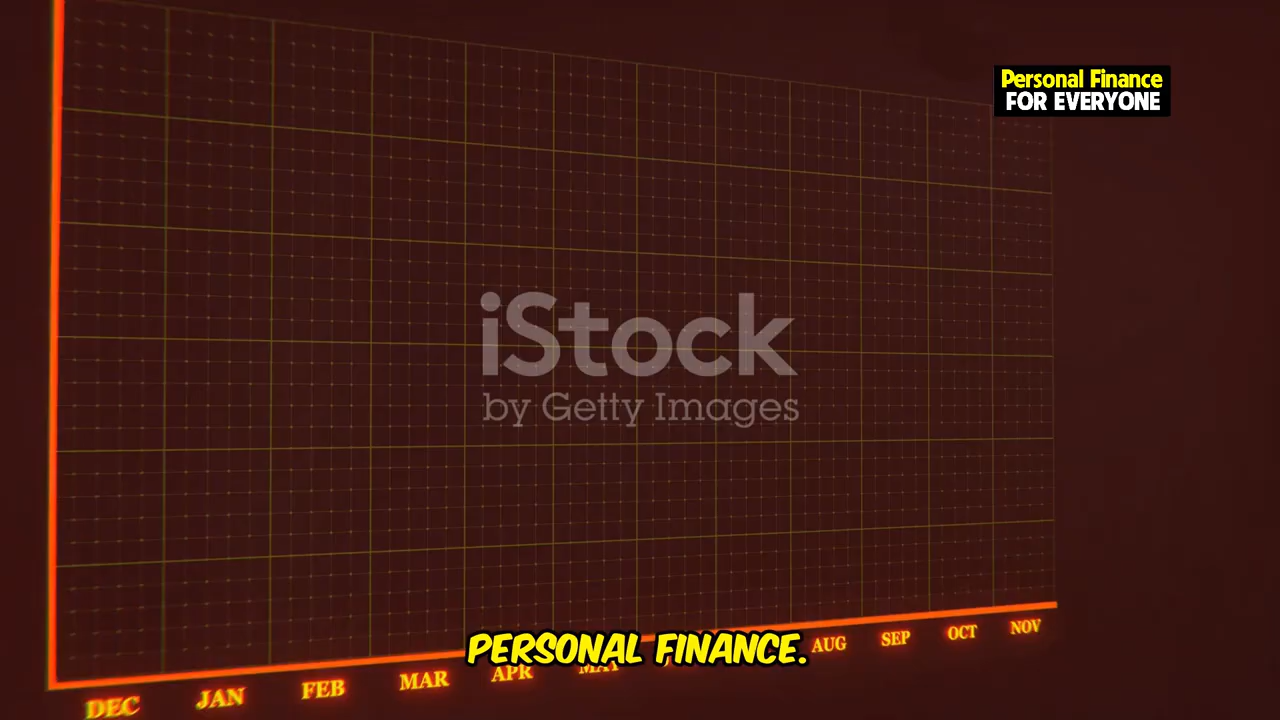 Personal Finance
FOR EVERYONE
iStock
by Getty Images
PERSONAL FINANCE.
DEC JAN FEB MAR APR MAY AUG SEP OCT NOV